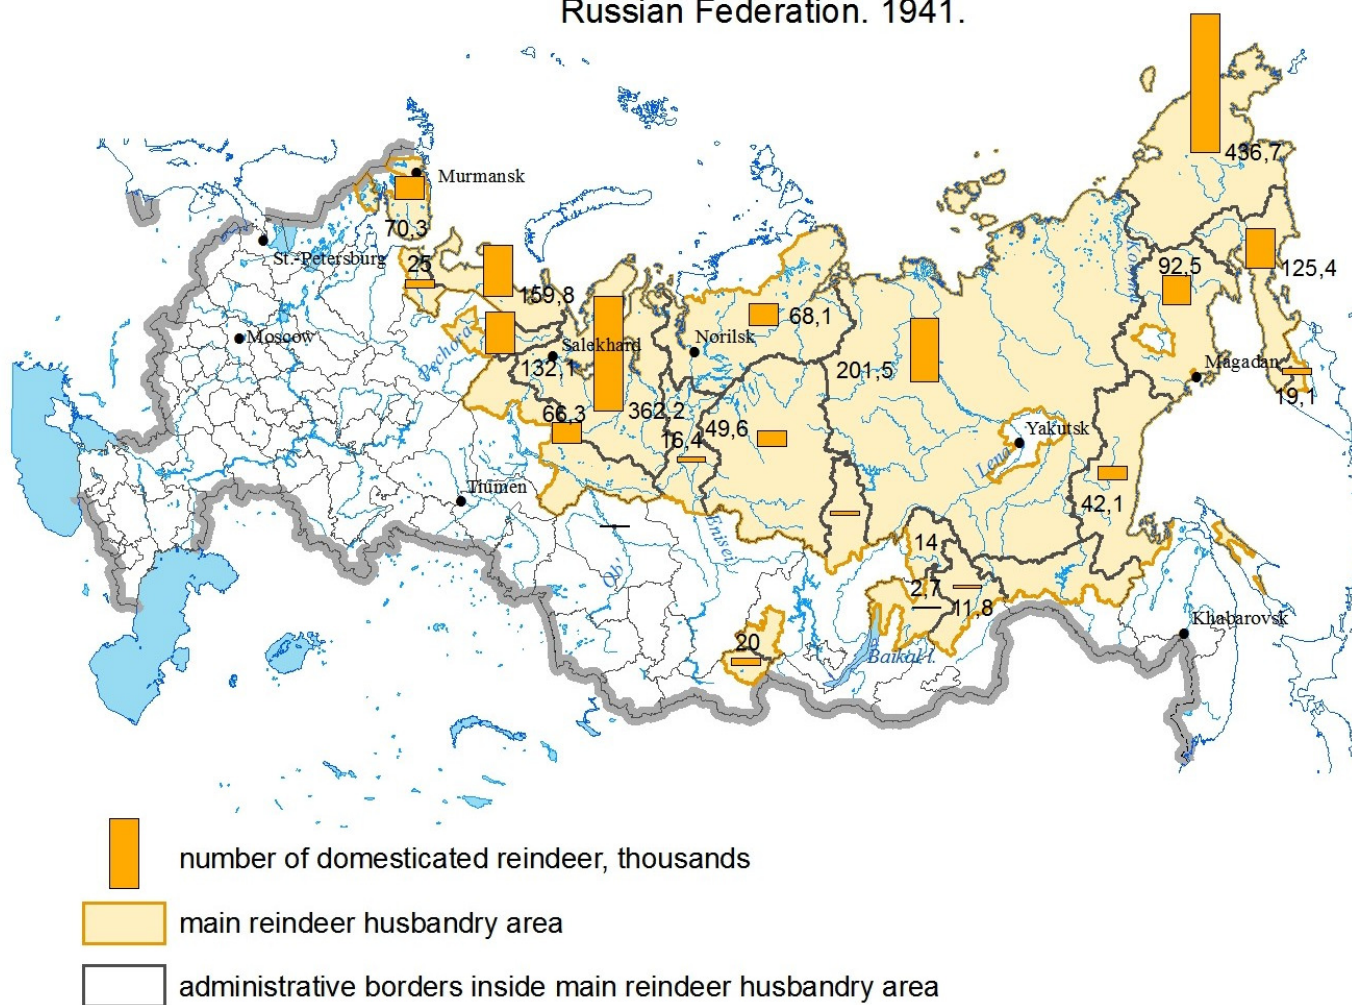 Russian Federation. 1941.
436,7
Murmansk
70,3
St.-Petersburg
25
159,8
92,5
125,4
Kolyma
68,1
Moscow
Pechora
Salekhard
Norilsk
132,1
201,5
Magadan
19,1
66,3
362,2
16,4
49,6
Yakutsk
Lena
Tiumen
42,1
Enisei
Ob'
14
2,7
11,8
20
Baikal l.
Khabarovsk
number of domesticated reindeer, thousands
main reindeer husbandry area
administrative borders inside main reindeer husbandry area